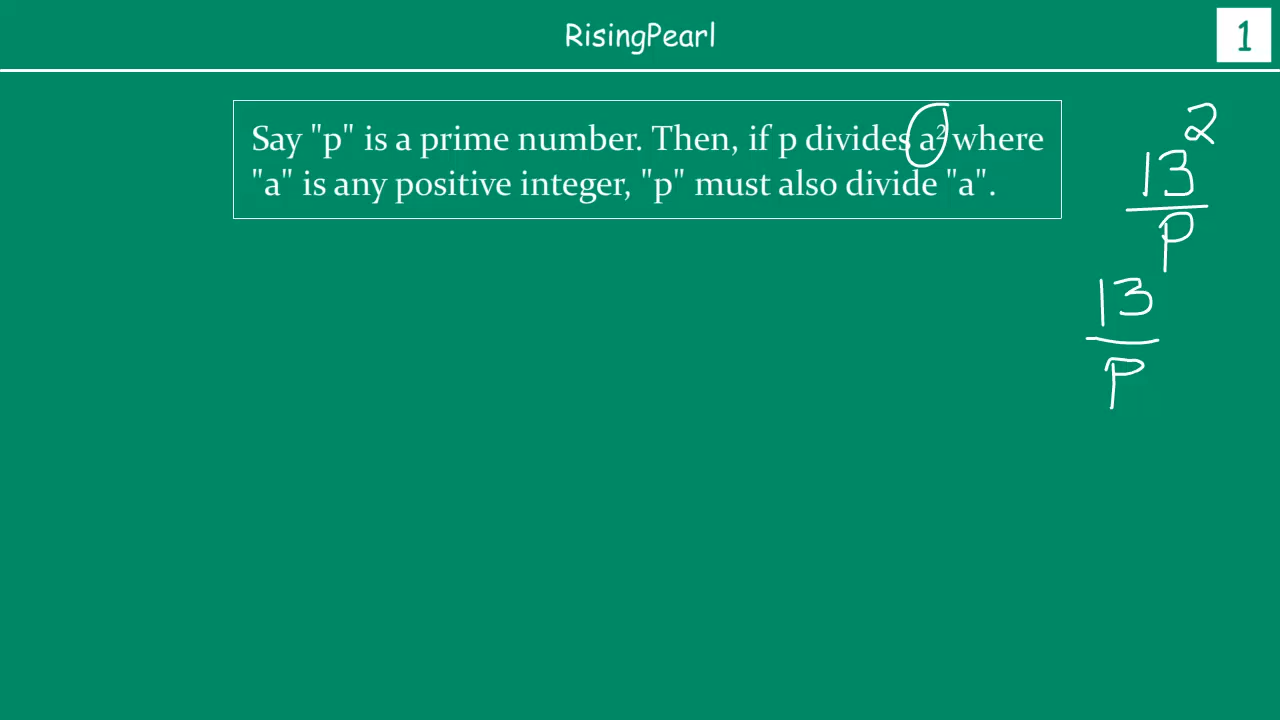 RisingPearl
1
Say "p" is a prime number. Then, if p divides a² where
"a" is any positive integer, "p" must also divide "a".
13²
p
13
p